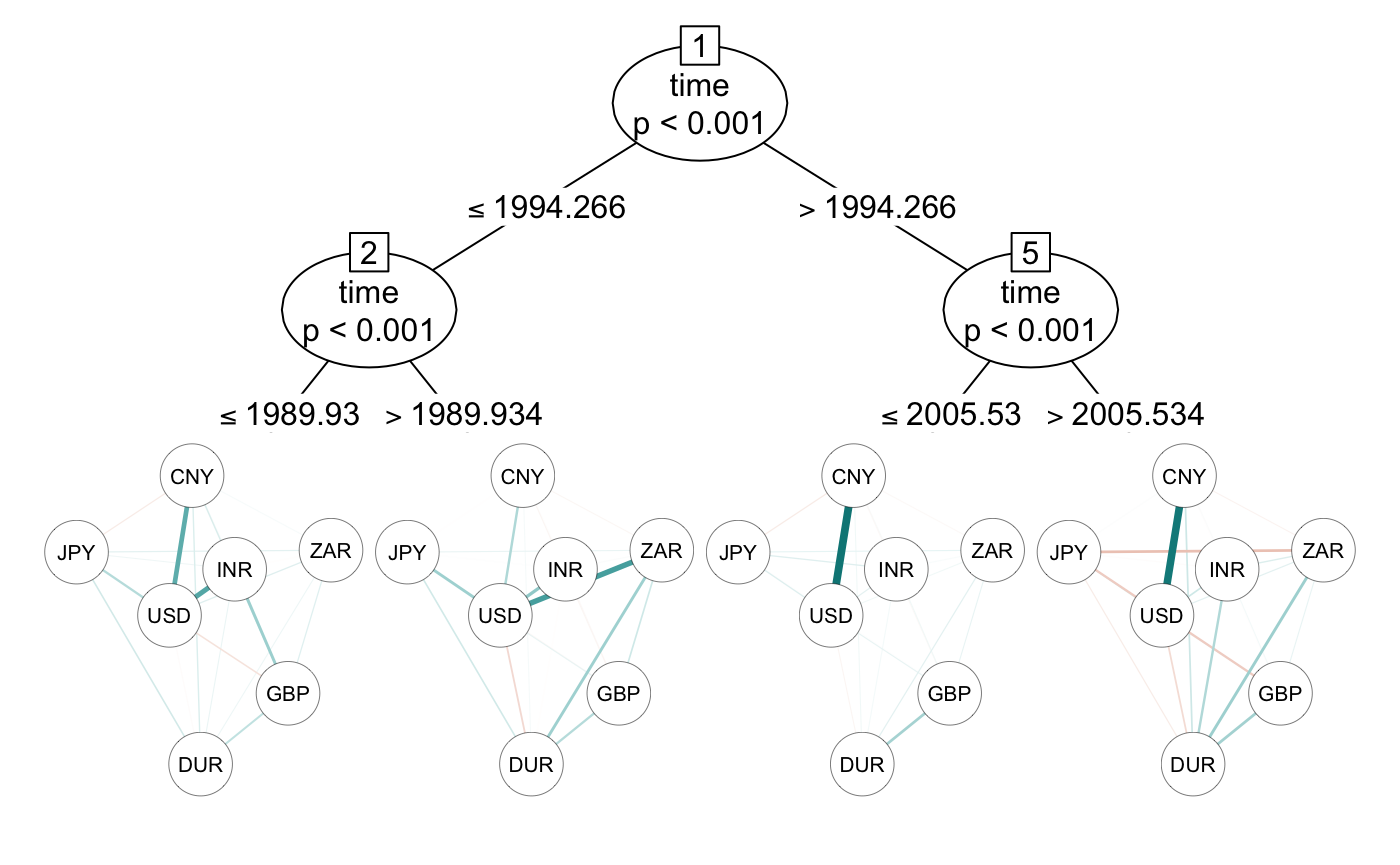 1
time
p < 0.001
≤ 1994.266
> 1994.266
2
time
p < 0.001
5
time
p < 0.001
≤ 1989.93
> 1989.934
≤ 2005.53
> 2005.534
CNY
JPY
INR
ZAR
USD
GBP
DUR
CNY
JPY
INR
ZAR
USD
GBP
DUR
CNY
JPY
INR
ZAR
USD
GBP
DUR
CNY
JPY
INR
ZAR
USD
GBP
DUR